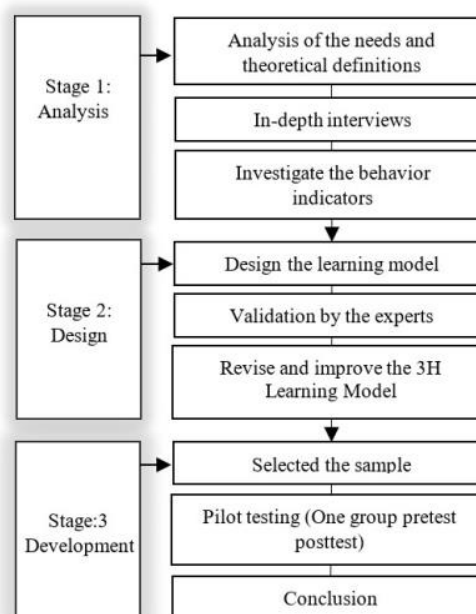 Stage 1:
Analysis
Analysis of the needs and
theoretical definitions
In-depth interviews
Investigate the behavior
indicators
Stage 2:
Design
Design the learning model
Validation by the experts
Revise and improve the 3H
Learning Model
Stage:3
Development
Selected the sample
Pilot testing (One group pretest
posttest)
Conclusion